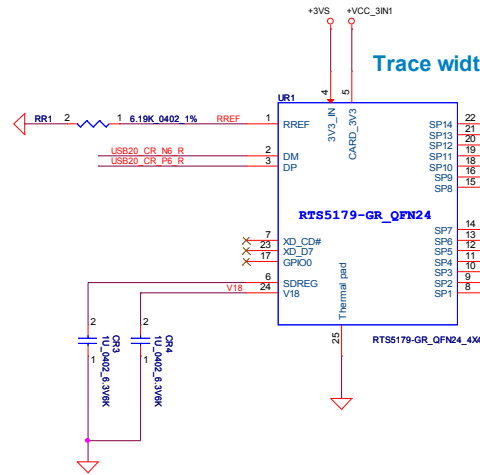 +3VS +VCC_3IN1
Trace widt
4 5
UR1
RR1 2 1 6.19K_0402_1% RREF 1 RREF
3V3_IN CARD_3V3
USB20_CR_N6_R 2 DM
USB20_CR_P6_R 3 DP
SP14 22
SP13 21
SP12 20
SP11 19
SP10 18
SP9 16
SP8 15
RTS5179-GR_QFN24
7 XD_CD#
23 XD_D7
17 GPIO0
SP7 14
SP6 13
SP5 12
SP4 11
SP3 10
SP2 9
SP1 8
6 SDREG
V18 24 V18
Thermal pad
25
RTS5179-GR_QFN24_4X4
2 CR3 1
1U_0402_6.3V6K
2 CR4 1
1U_0402_6.3V6K